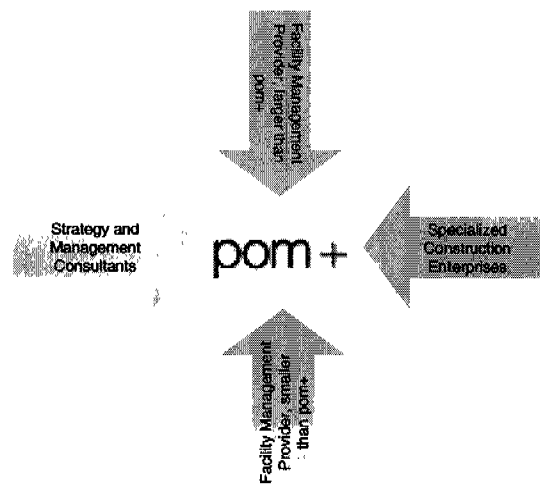 Facility Management
Provider, larger than
pom+
Strategy and
Management
Consultants
pom+
Specialized
Construction
Enterprises
Facility Management
Provider, smaller
than pom+